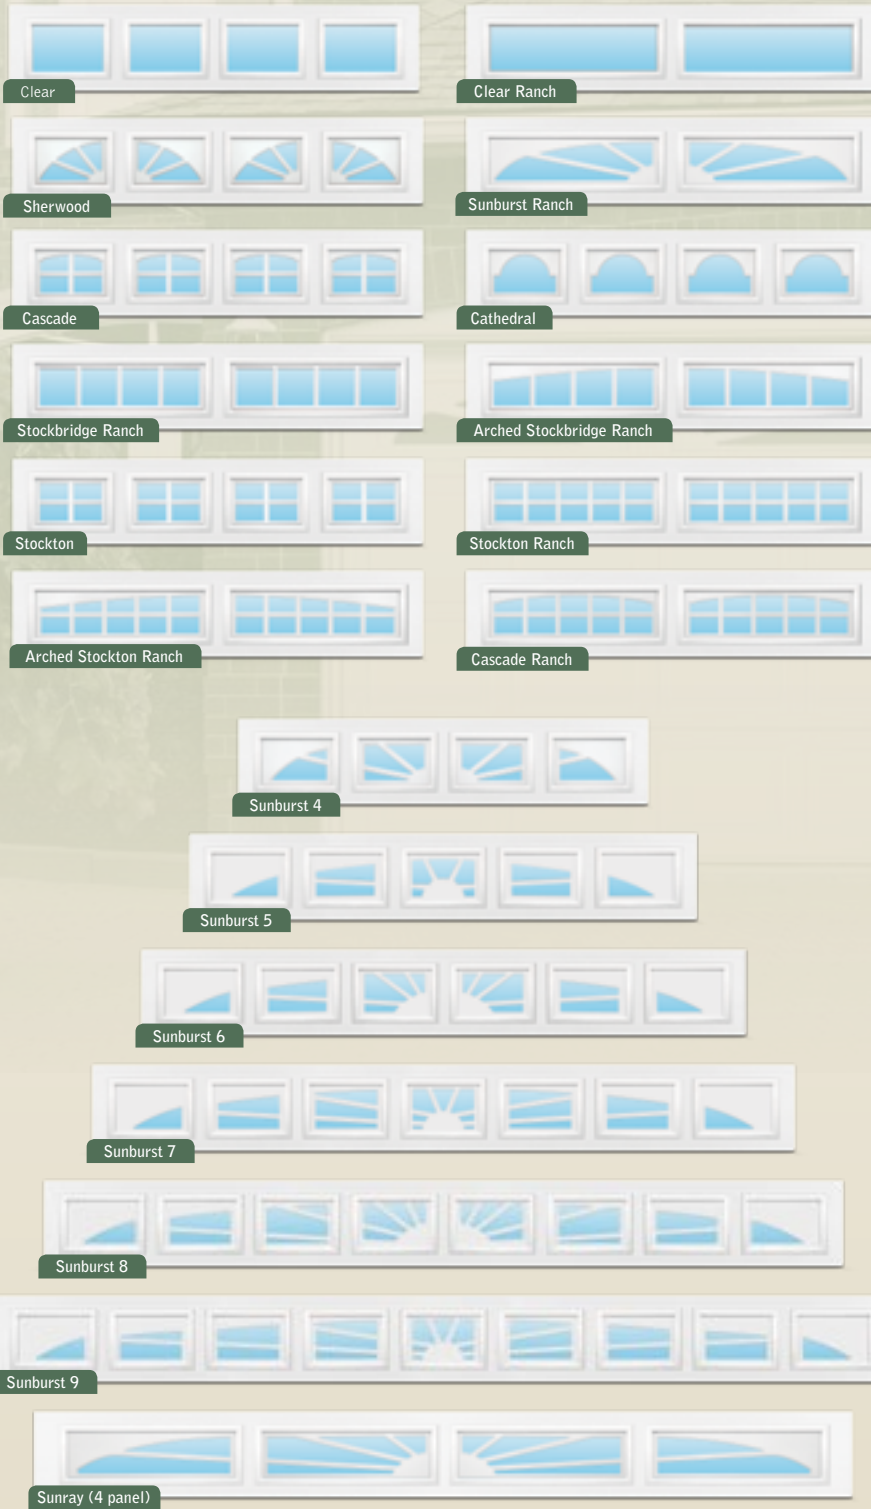 Clear
Clear Ranch
Sherwood
Sunburst Ranch
Cascade
Cathedral
Stockbridge Ranch
Arched Stockbridge Ranch
Stockton
Stockton Ranch
Arched Stockton Ranch
Cascade Ranch
Sunburst 4
Sunburst 5
Sunburst 6
Sunburst 7
Sunburst 8
Sunburst 9
Sunray (4 panel)